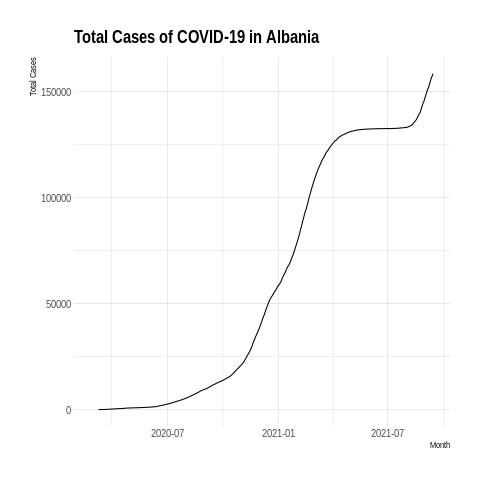 Total Cases of COVID-19 in Albania
Total Cases
150000
100000
50000
0
2020-07
2021-01
2021-07
Month